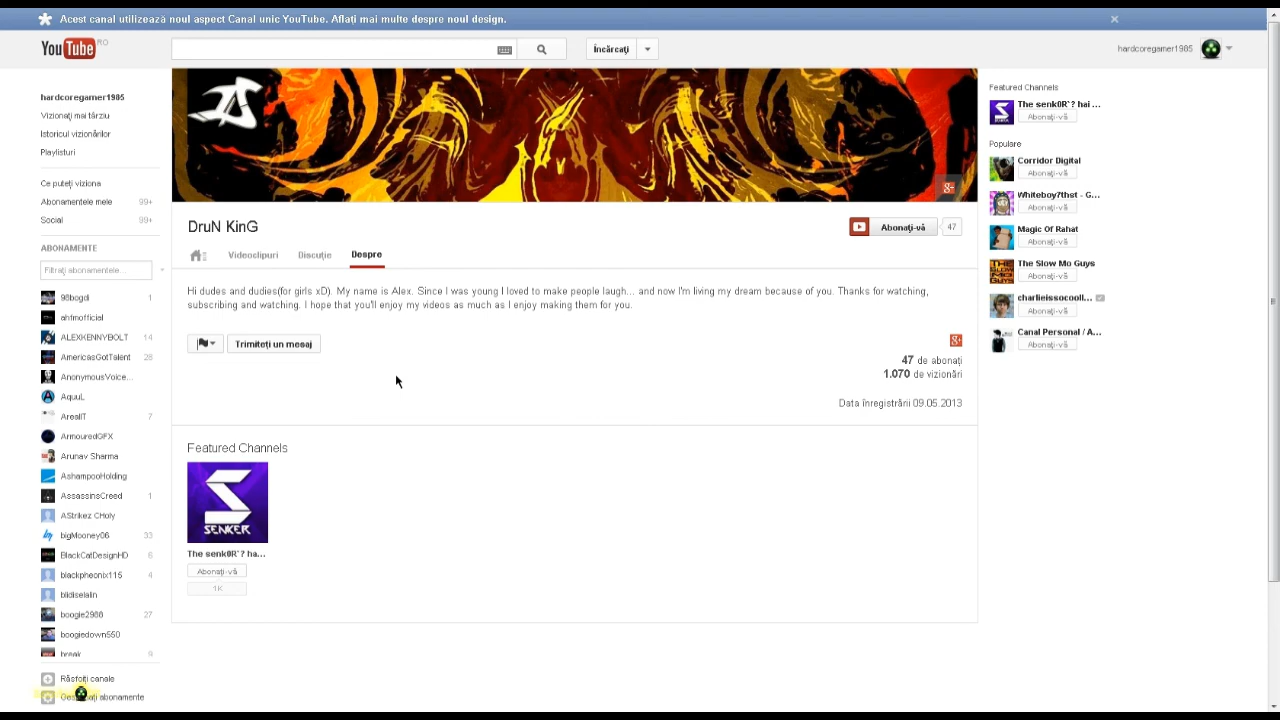 Acest canal utilizează noul aspect Canal unic YouTube. Aflați mai multe despre noul design.
YouTube RO
Încărcați
hardcoregamer1985
hardcoregamer1985
Vizionați mai târziu
Istoricul vizionărilor
Playlisturi
Ce puteți viziona
Abonamentele mele 99+
Social 99+
ABONAMENTE
Filtrați abonamentele...
98bogdi 1
ahfmofficial
ALEXKENNYBOLT 14
AmericasGotTalent 28
AnonymousVoice...
AquuL
ArealIT 7
ArmouredGFX
Arunav Sharma
AshampooHolding
AssassinsCreed 1
AStrikez CHoly
bigMooney06 33
BlackCatDesignHD 6
blackpheonix115 4
blidiselalin
boogie2988 27
boogiedown550
break 9
Răsfoiți canale
abonamente
DruN KinG
Abonați-vă 47
Videoclipuri Discuție Despre
Hi dudes and dudies(for girls xD). My name is Alex. Since I was young I loved to make people laugh... and now I'm living my dream because of you. Thanks for watching,
subscribing and watching. I hope that you'll enjoy my videos as much as I enjoy making them for you.
Trimiteți un mesaj
47 de abonați
1.070 de vizionări
Data înregistrării 09.05.2013
Featured Channels
SENKER
The senk0R`? ha...
Abonați-vă
1K
Featured Channels
The senk0R`? hai ...
Abonați-vă
Populare
Corridor Digital
Abonați-vă
Whiteboy7thst - G...
Abonați-vă
Magic Of Rahat
Abonați-vă
The Slow Mo Guys
Abonați-vă
charlieissocooll...
Abonați-vă
Canal Personal / A...
Abonați-vă